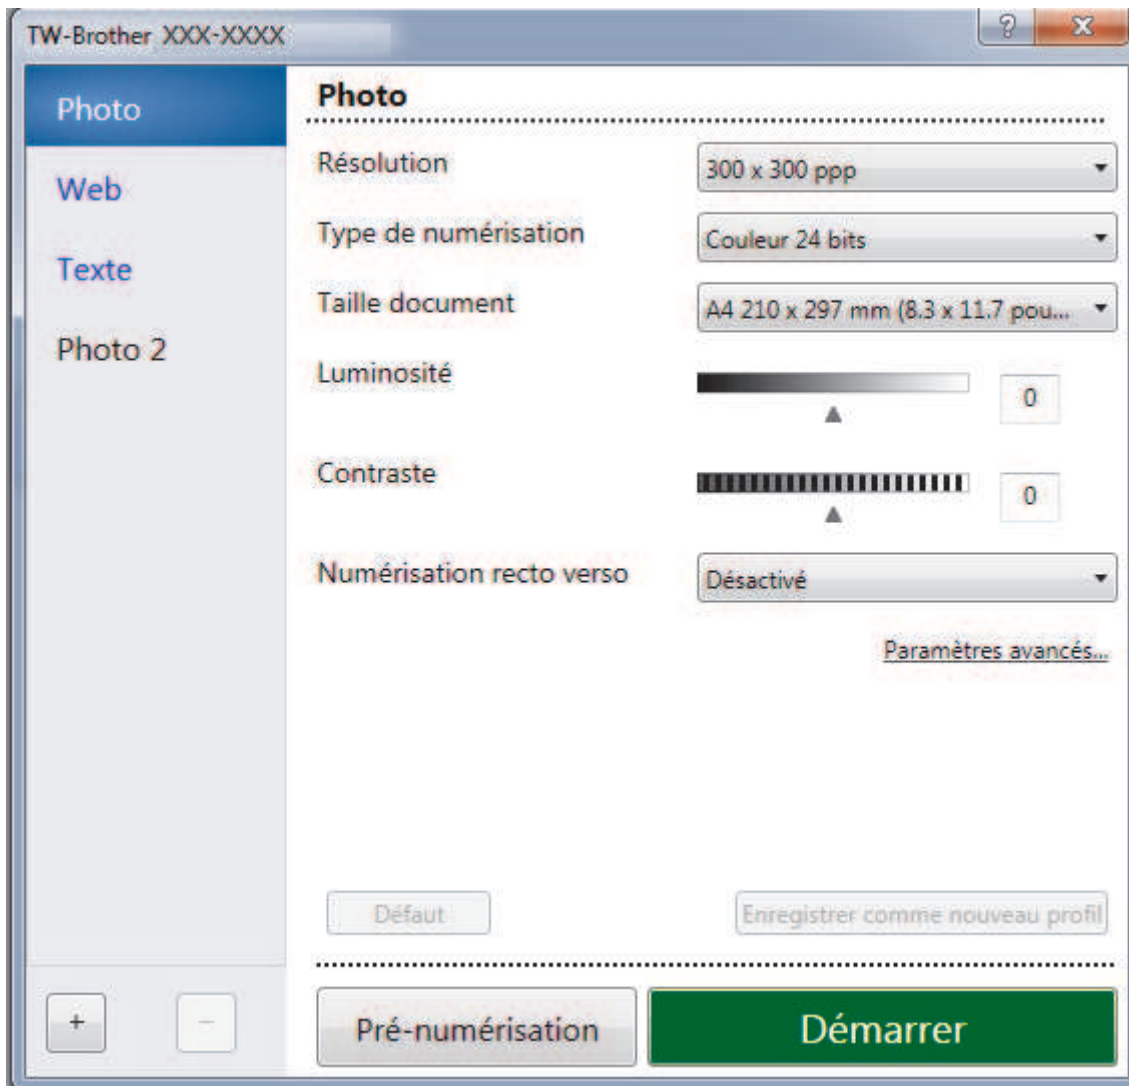 TW-Brother XXX-XXXX
?
Photo
Web
Texte
Photo 2
+
−
Photo
Résolution
300 x 300 ppp
Type de numérisation
Couleur 24 bits
Taille document
A4 210 x 297 mm (8.3 x 11.7 pou...
Luminosité
0
Contraste
0
Numérisation recto verso
Désactivé
Paramètres avancés...
Défaut
Enregistrer comme nouveau profil
Pré-numérisation
Démarrer